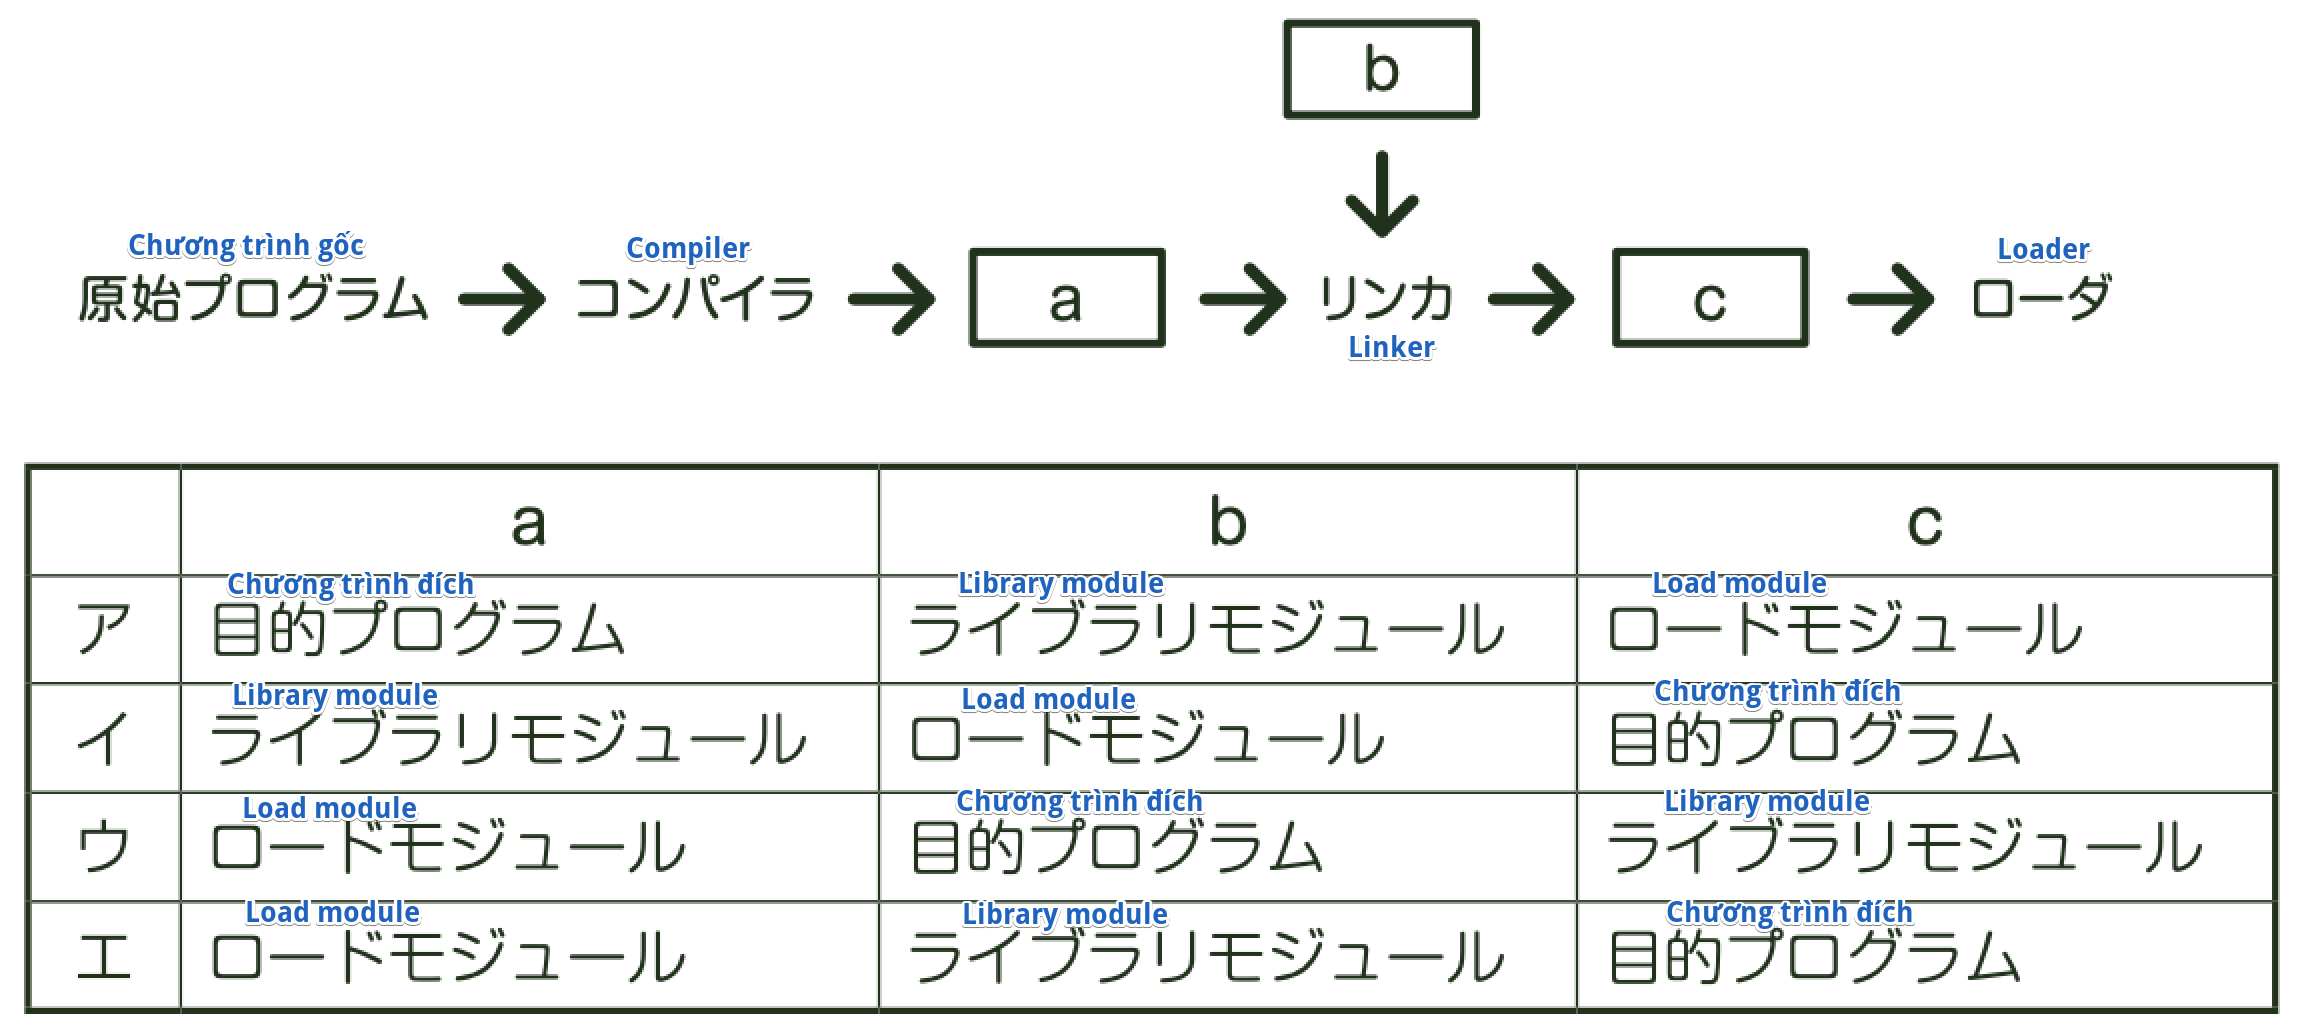 b
Chương trình gốc Compiler Loader
原始プログラム → コンパイラ → a → リンカ → c → ローダ
Linker
a b c
Chương trình đích Library module Load module
ア 目的プログラム ライブラリモジュール ロードモジュール
Library module Load module Chương trình đích
イ ライブラリモジュール ロードモジュール 目的プログラム
Load module Chương trình đích Library module
ウ ロードモジュール 目的プログラム ライブラリモジュール
Load module Library module Chương trình đích
エ ロードモジュール ライブラリモジュール 目的プログラム